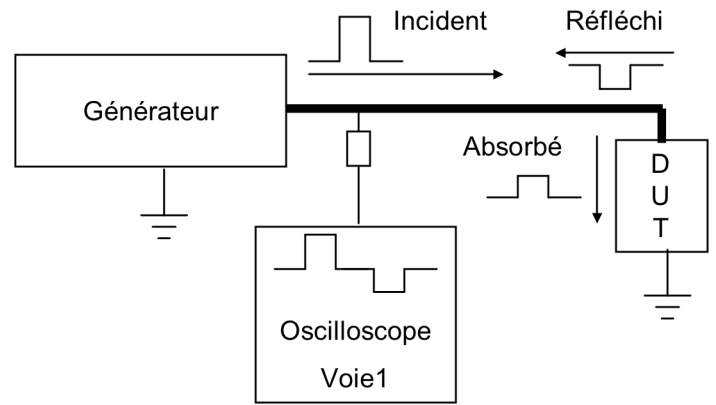 Incident
Réfléchi
Générateur
Absorbé
D
U
T
Oscilloscope
Voie1